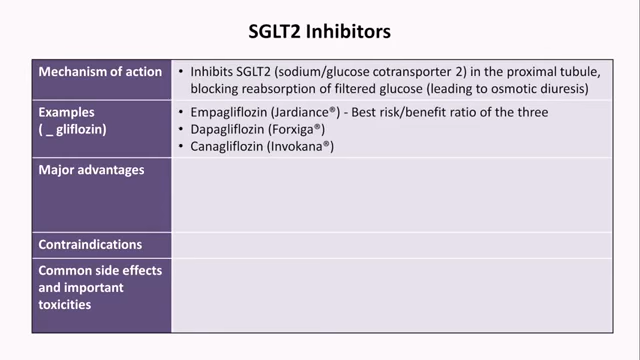 SGLT2 Inhibitors
Mechanism of action
• Inhibits SGLT2 (sodium/glucose cotransporter 2) in the proximal tubule,
blocking reabsorption of filtered glucose (leading to osmotic diuresis)
Examples
( _ gliflozin)
• Empagliflozin (Jardiance®) - Best risk/benefit ratio of the three
• Dapagliflozin (Forxiga®)
• Canagliflozin (Invokana®)
Major advantages
Contraindications
Common side effects
and important
toxicities